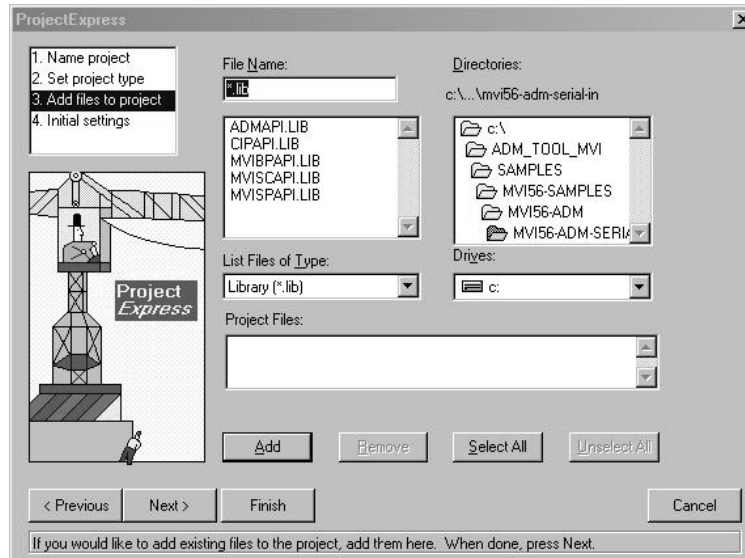 ProjectExpress
1. Name project
2. Set project type
3. Add files to project
4. Initial settings
File Name:
*.lib
ADMAPI.LIB
CIPAPI.LIB
MVIBPAPI.LIB
MVISCAPI.LIB
MVISPAPI.LIB
Directories:
c:\...\mvi56-adm-serial-in
c:\
ADM_TOOL_MVI
SAMPLES
MVI56-SAMPLES
MVI56-ADM
MVI56-ADM-SERIA
List Files of Type:
Library (*.lib)
Drives:
c:
Project
Express
Project Files:
Add
Remove
Select All
Unselect All
< Previous
Next >
Finish
Cancel
If you would like to add existing files to the project, add them here. When done, press Next.